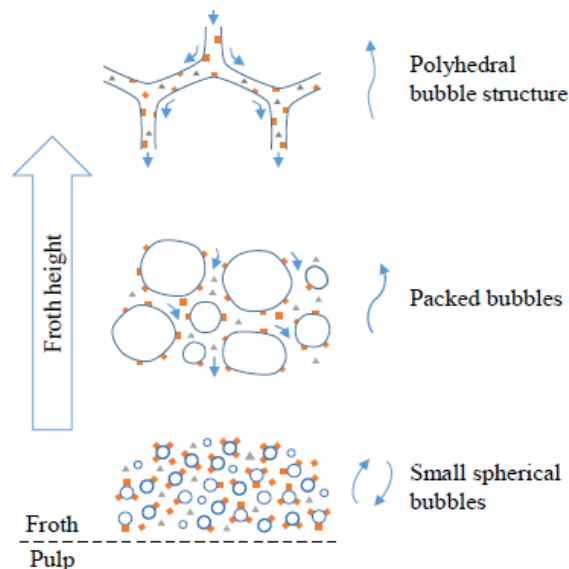 Polyhedral
bubble structure
Froth height
Packed bubbles
Small spherical
bubbles
Froth
Pulp